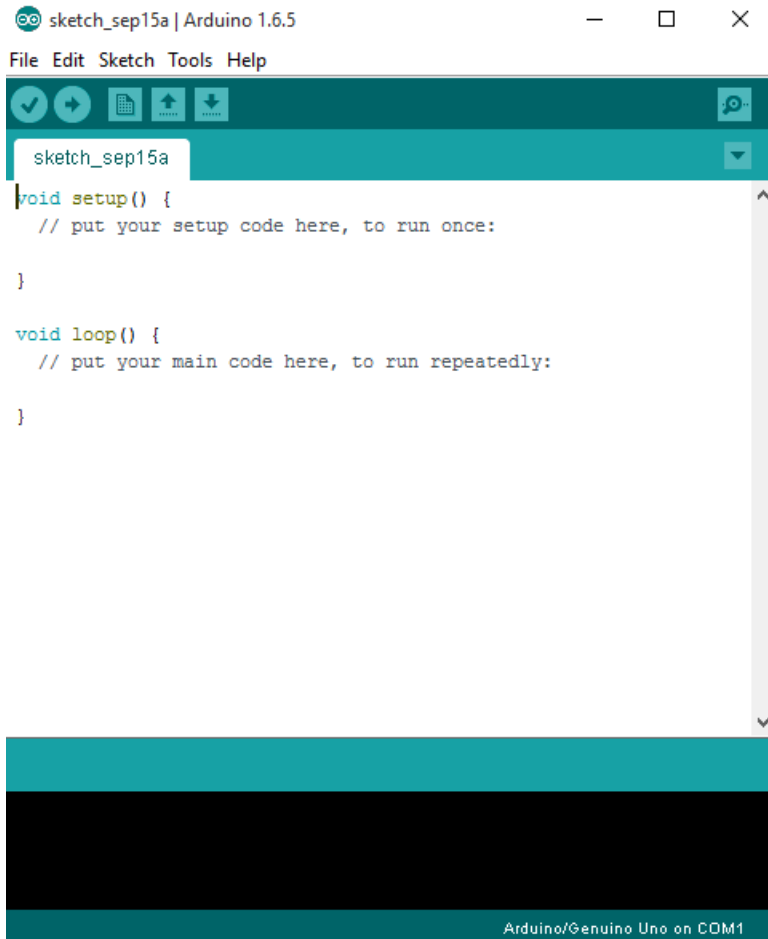 sketch_sep15a | Arduino 1.6.5
File Edit Sketch Tools Help
sketch_sep15a
void setup() {
  // put your setup code here, to run once:
}
void loop() {
  // put your main code here, to run repeatedly:
}
Arduino/Genuino Uno on COM1